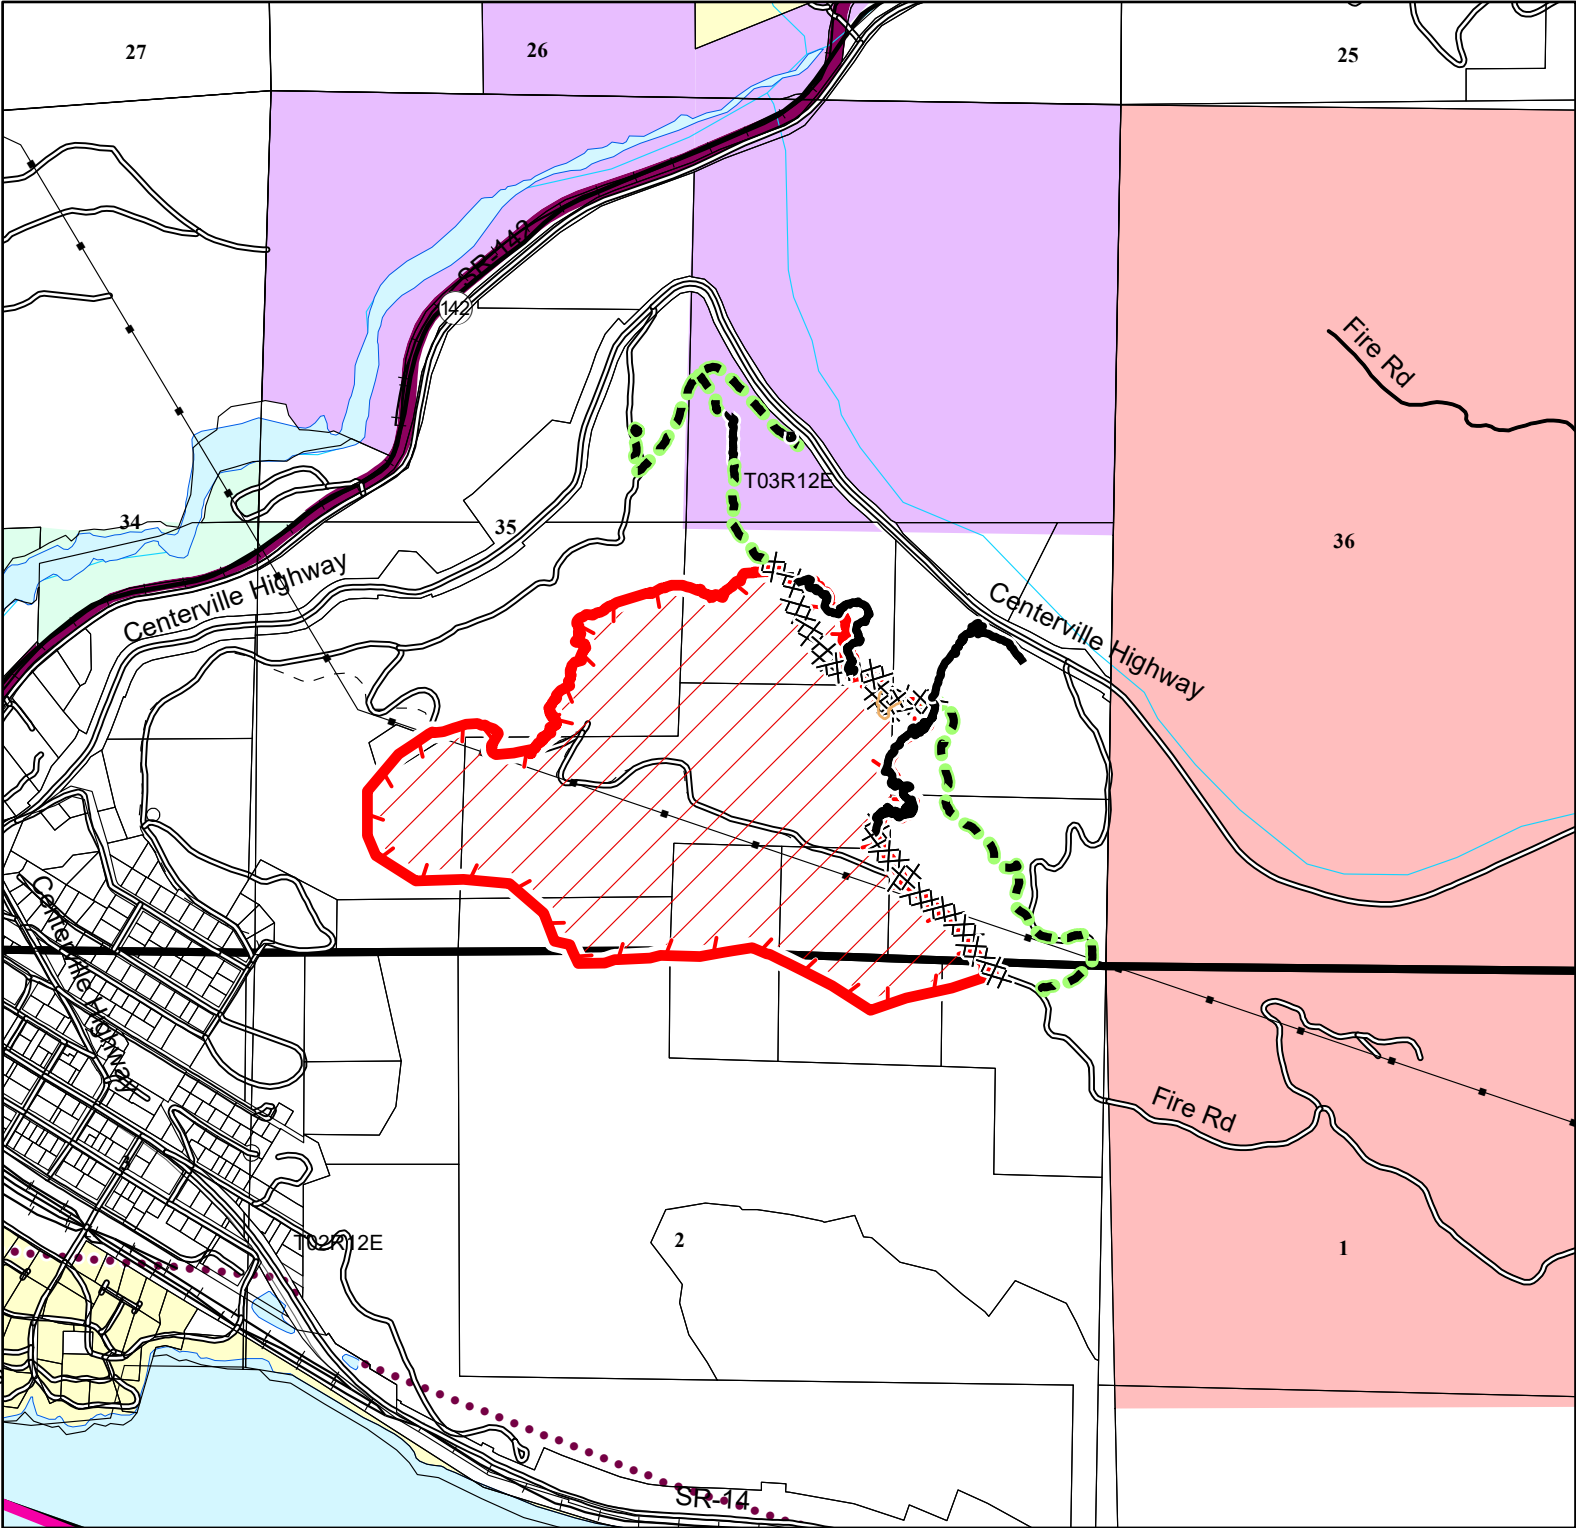 27
26
25
SR-142
142
Fire Rd
T03R12E
34
35
36
Centerville Highway
Centerville Highway
Centerville Highway
Fire Rd
T02R12E
2
1
SR-14